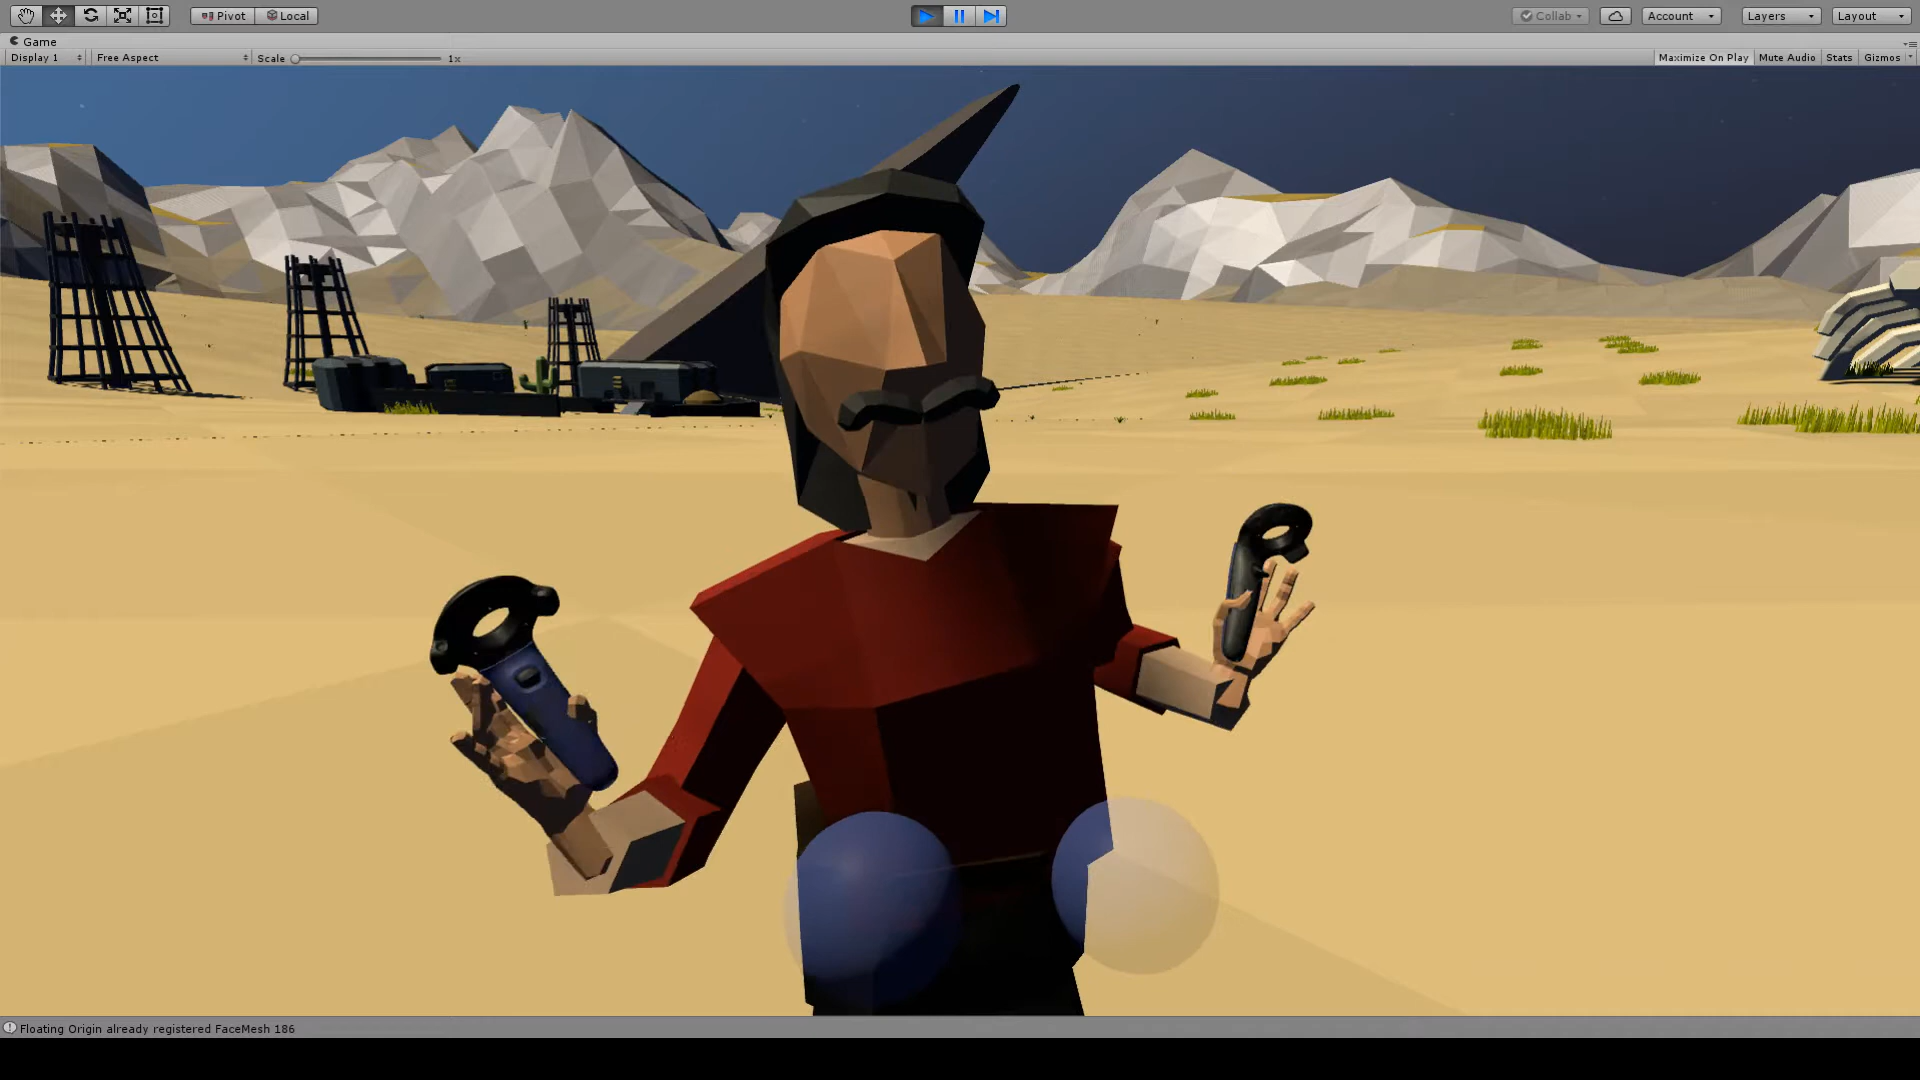 Pivot Local Collab Account Layers Layout
Game
Display 1 Free Aspect Scale 1x Maximize On Play Mute Audio Stats Gizmos
Floating Origin already registered FaceMesh 186